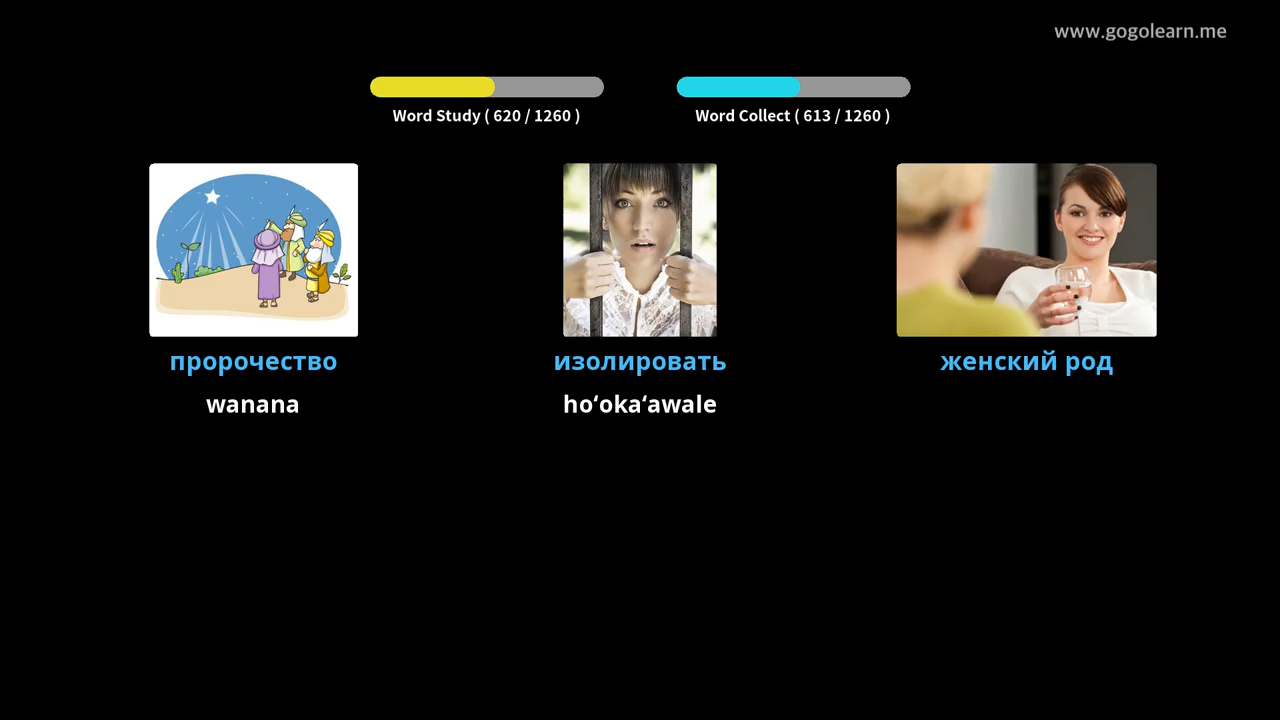 www.gogolearn.me
Word Study ( 620 / 1260 )
Word Collect ( 613 / 1260 )
пророчество
изолировать
женский род
wanana
hoʻokaʻawale